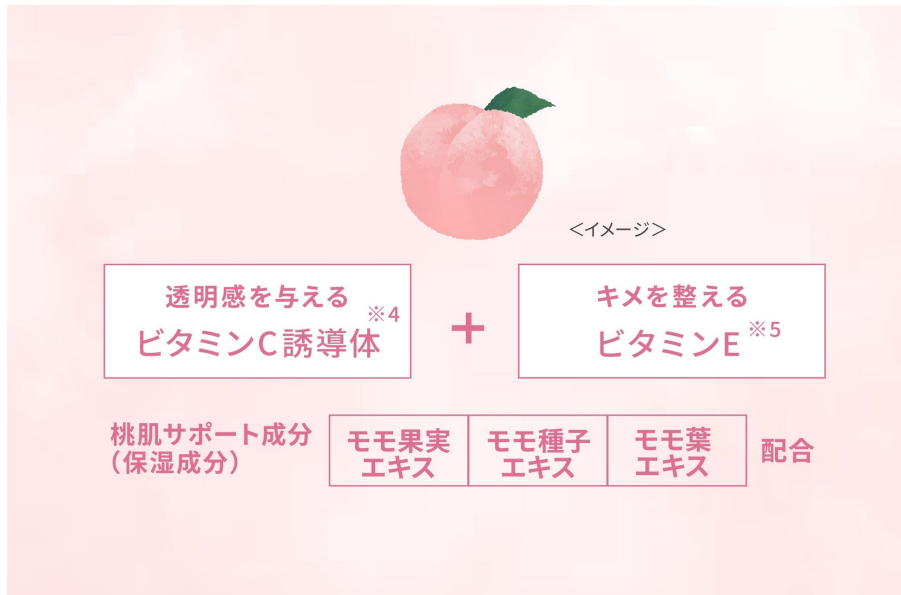 <イメージ>
透明感を与える
ビタミンC誘導体※4
+
キメを整える
ビタミンE※5
桃肌サポート成分
(保湿成分)
モモ果実
エキス
モモ種子
エキス
モモ葉
エキス
配合